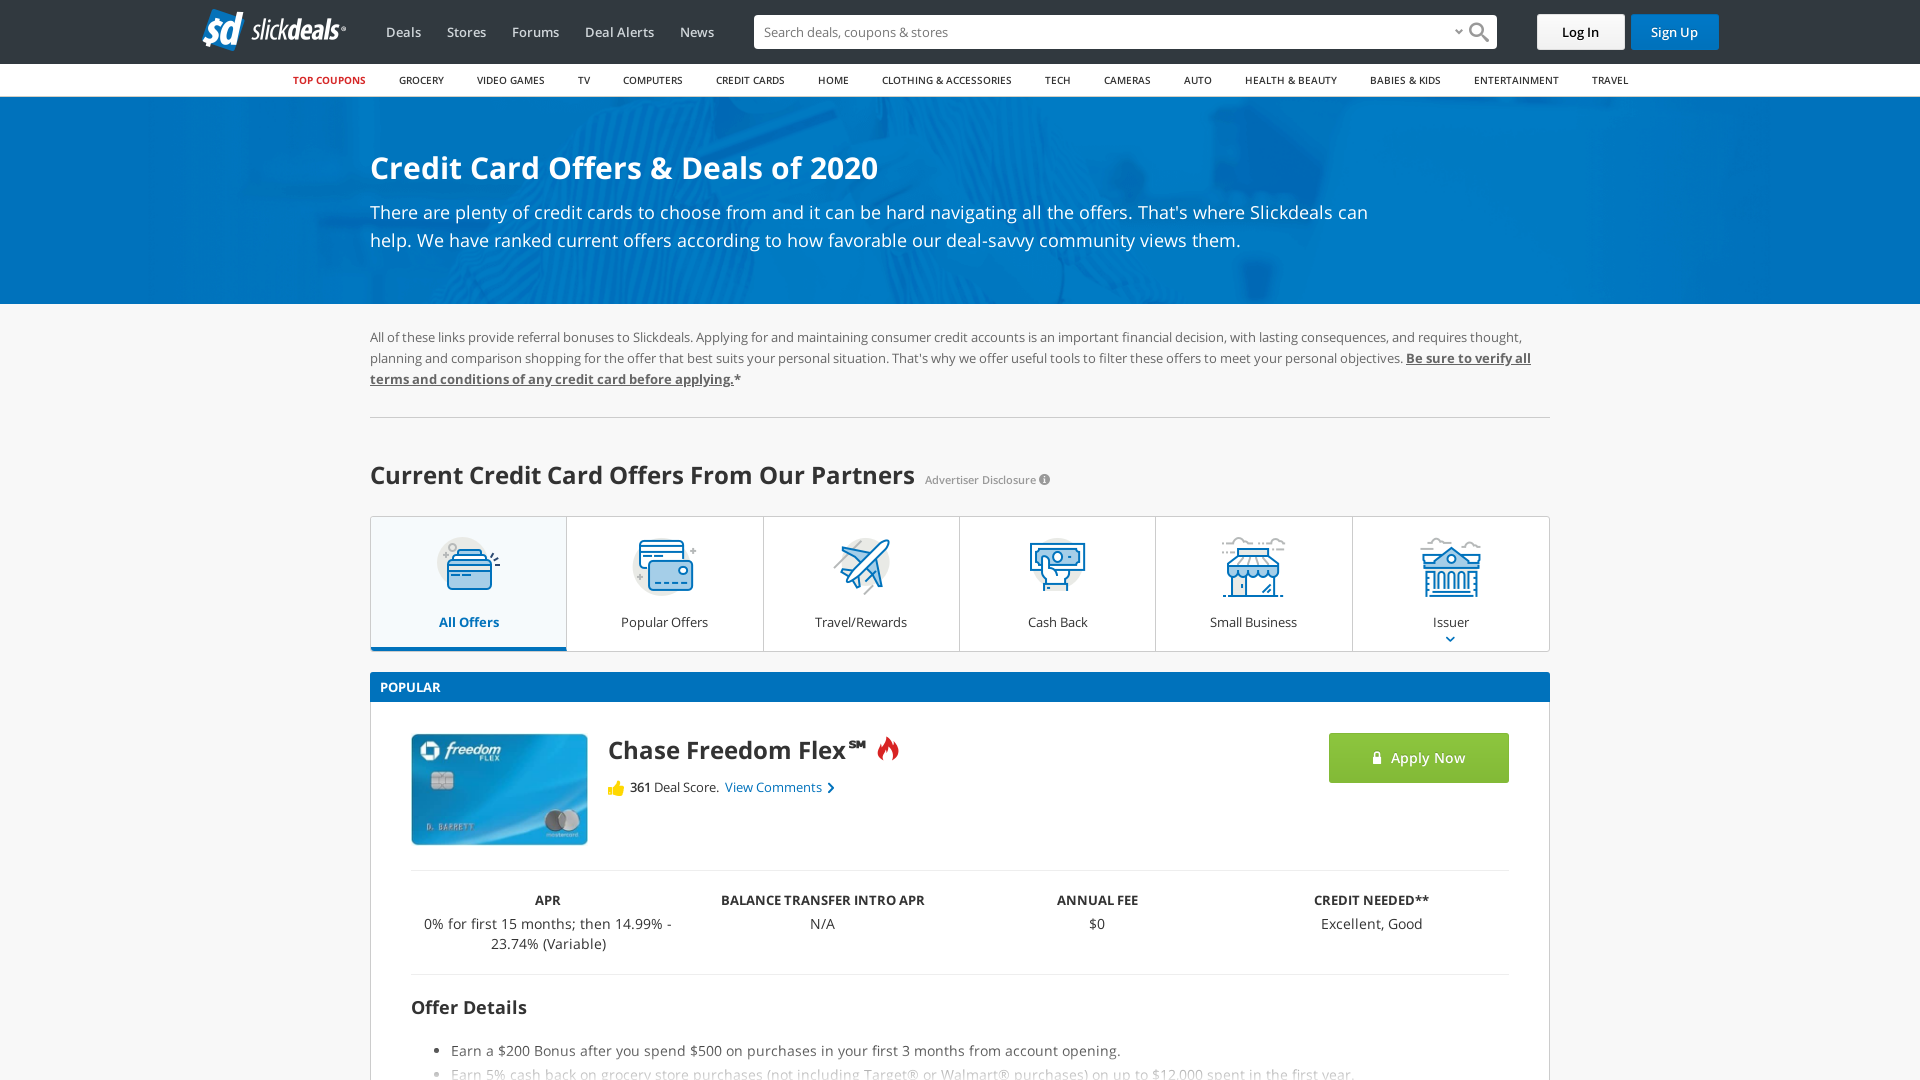 sd slickdeals®
Deals
Stores
Forums
Deal Alerts
News
Search deals, coupons & stores
Log In
Sign Up
TOP COUPONS
GROCERY
VIDEO GAMES
TV
COMPUTERS
CREDIT CARDS
HOME
CLOTHING & ACCESSORIES
TECH
CAMERAS
AUTO
HEALTH & BEAUTY
BABIES & KIDS
ENTERTAINMENT
TRAVEL
Credit Card Offers & Deals of 2020
There are plenty of credit cards to choose from and it can be hard navigating all the offers. That's where Slickdeals can
help. We have ranked current offers according to how favorable our deal-savvy community views them.
All of these links provide referral bonuses to Slickdeals. Applying for and maintaining consumer credit accounts is an important financial decision, with lasting consequences, and requires thought,
planning and comparison shopping for the offer that best suits your personal situation. That's why we offer useful tools to filter these offers to meet your personal objectives. Be sure to verify all
terms and conditions of any credit card before applying.*
Current Credit Card Offers From Our Partners
Advertiser Disclosure
All Offers
Popular Offers
Travel/Rewards
Cash Back
Small Business
Issuer
POPULAR
freedom
FLEX
D. BARRETT
mastercard
Chase Freedom Flex℠
361 Deal Score. View Comments
Apply Now
APR
0% for first 15 months; then 14.99% -
23.74% (Variable)
BALANCE TRANSFER INTRO APR
N/A
ANNUAL FEE
$0
CREDIT NEEDED**
Excellent, Good
Offer Details
• Earn a $200 Bonus after you spend $500 on purchases in your first 3 months from account opening.
• Earn 5% cash back on grocery store purchases (not including Target® or Walmart® purchases) on up to $12,000 spent in the first year.